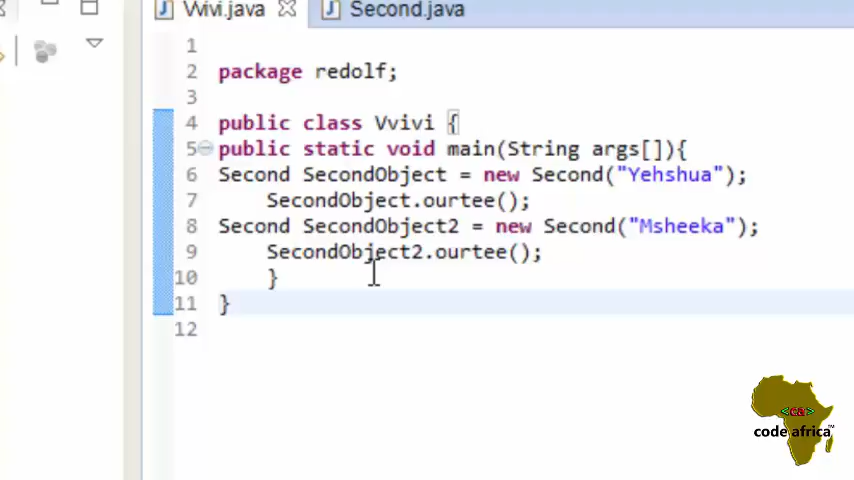 Vvivi.java
Second.java
1
2 package redolf;
3
4 public class Vvivi {
5 public static void main(String args[]){
6 Second SecondObject = new Second("Yehshua");
7 SecondObject.ourtee();
8 Second SecondObject2 = new Second("Msheeka");
9 SecondObject2.ourtee();
10 }
11 }
12
<C&>
code africa™